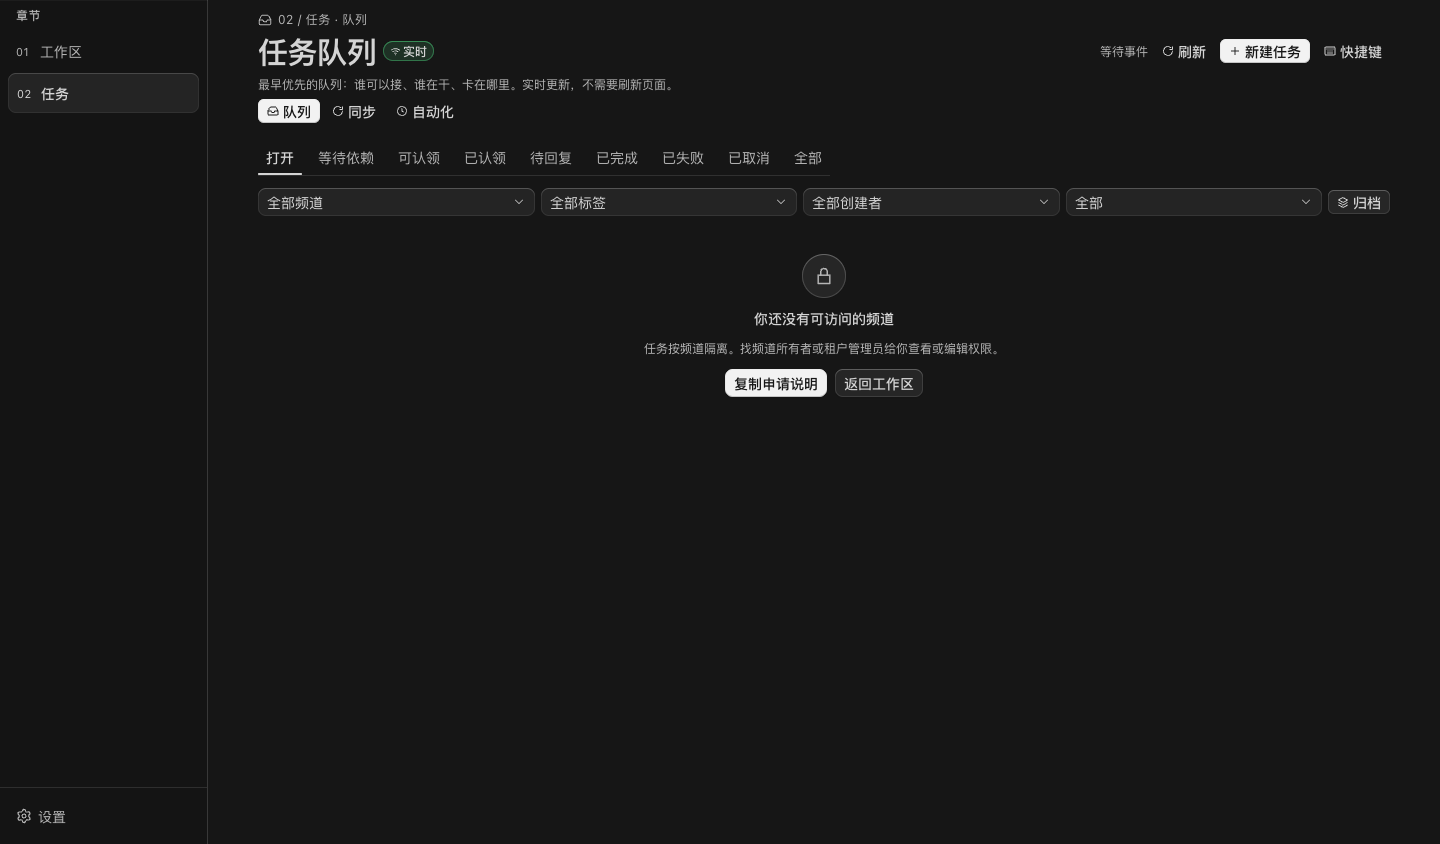 章节
01 工作区
02 任务
设置
02 / 任务 · 队列
任务队列 实时
等待事件 刷新 新建任务 快捷键
最早优先的队列：谁可以接、谁在干、卡在哪里。实时更新，不需要刷新页面。
队列 同步 自动化
打开 等待依赖 可认领 已认领 待回复 已完成 已失败 已取消 全部
全部频道 全部标签 全部创建者 全部 归档
你还没有可访问的频道
任务按频道隔离。找频道所有者或租户管理员给你查看或编辑权限。
复制申请说明 返回工作区